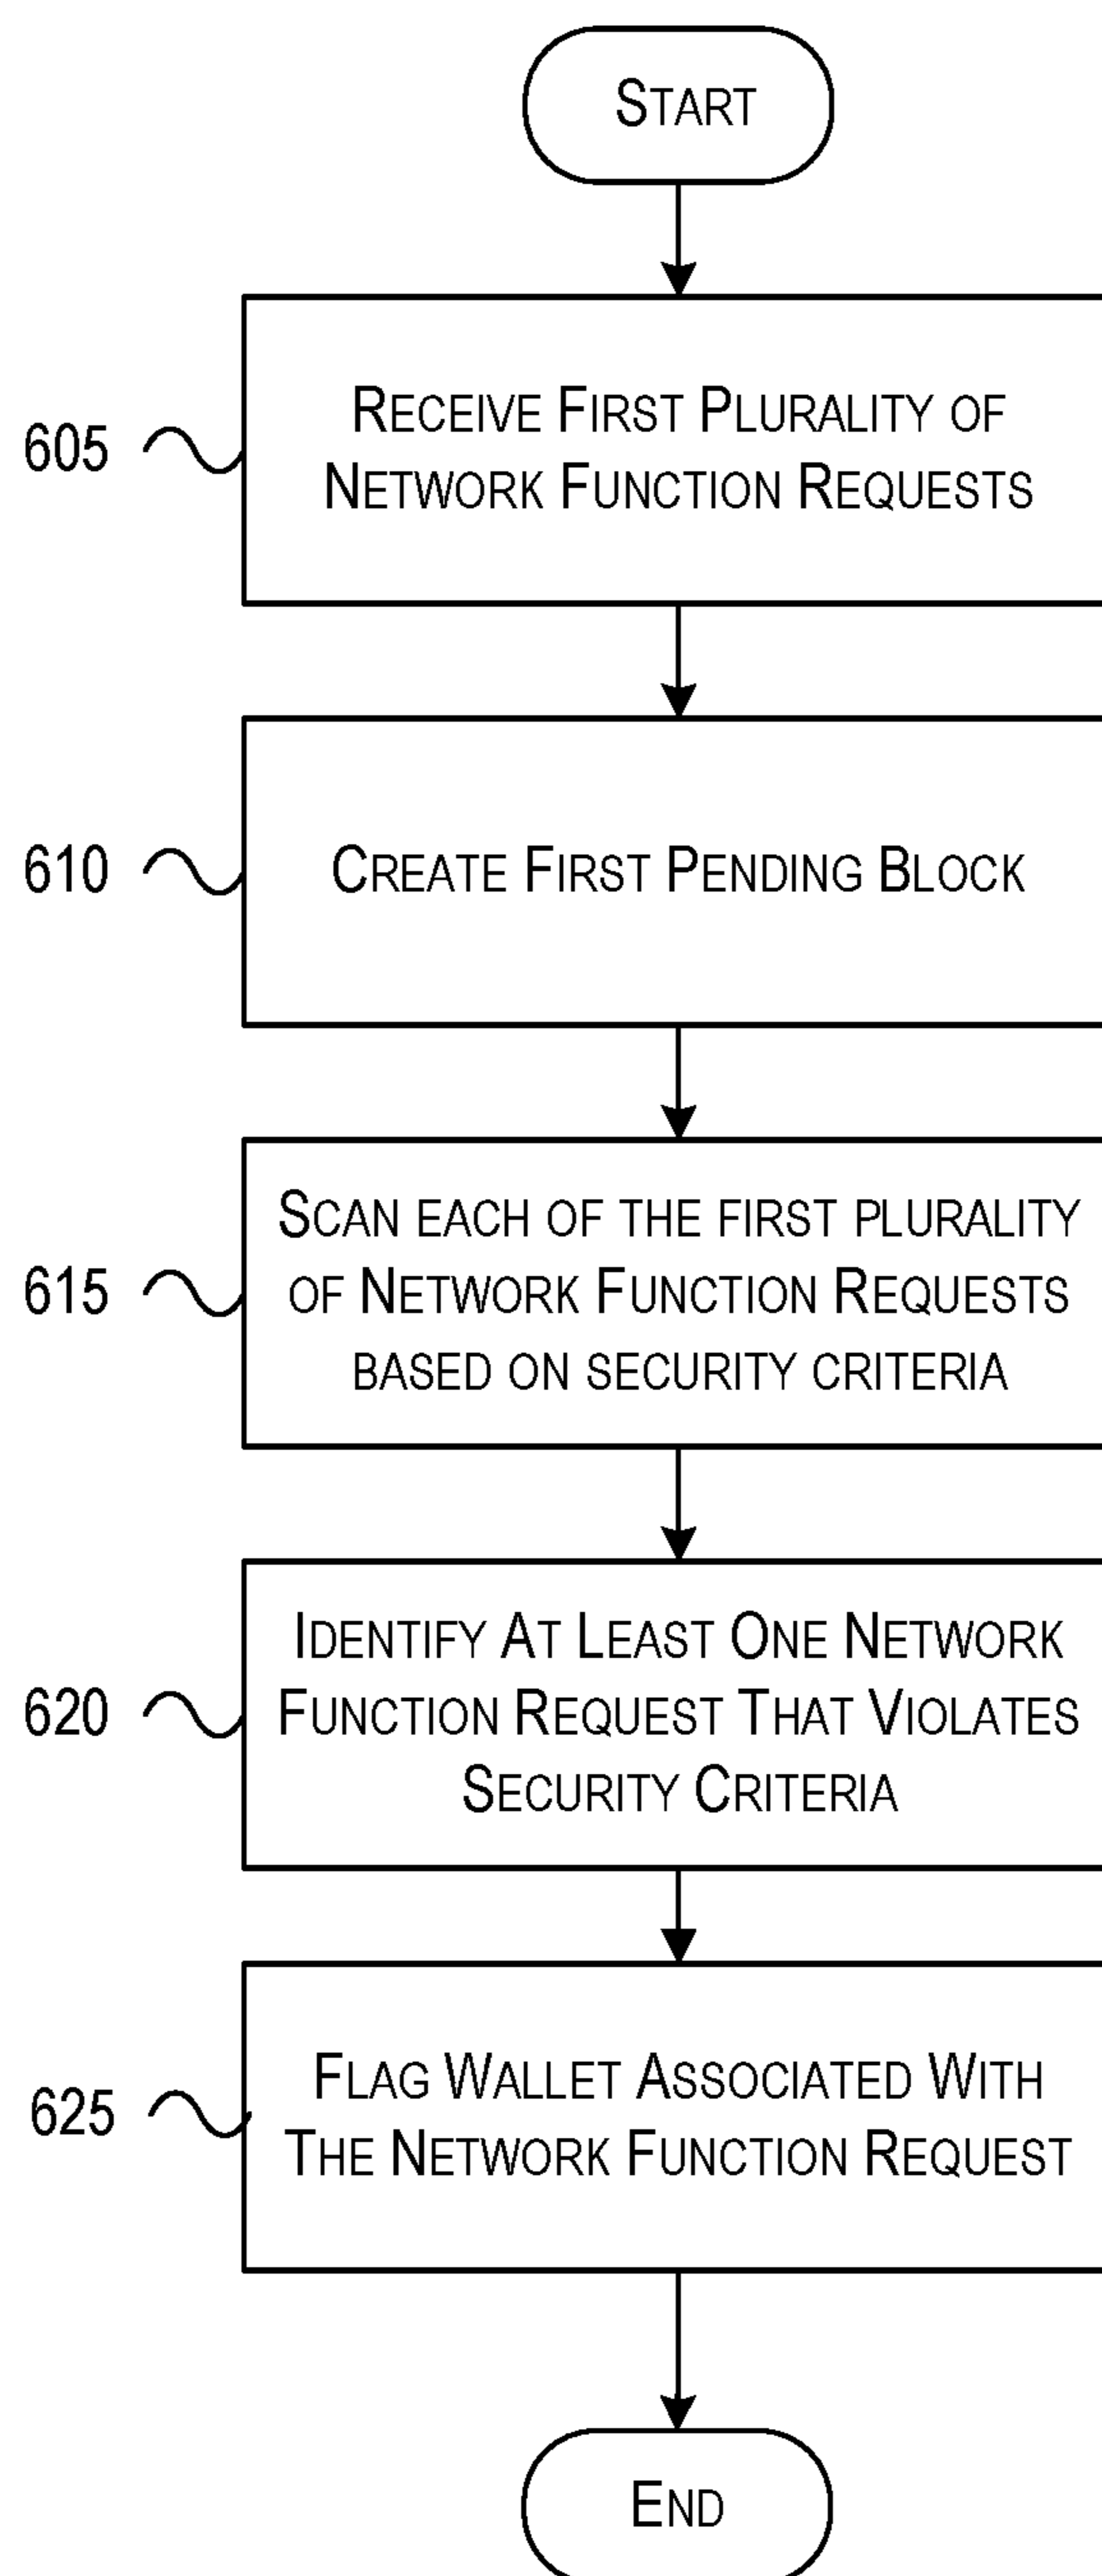 START
RECEIVE FIRST PLURALITY OF
NETWORK FUNCTION REQUESTS
605
CREATE FIRST PENDING BLOCK
610
SCAN EACH OF THE FIRST PLURALITY
OF NETWORK FUNCTION REQUESTS
BASED ON SECURITY CRITERIA
615
IDENTIFY AT LEAST ONE NETWORK
FUNCTION REQUEST THAT VIOLATES
SECURITY CRITERIA
620
FLAG WALLET ASSOCIATED WITH
THE NETWORK FUNCTION REQUEST
625
END